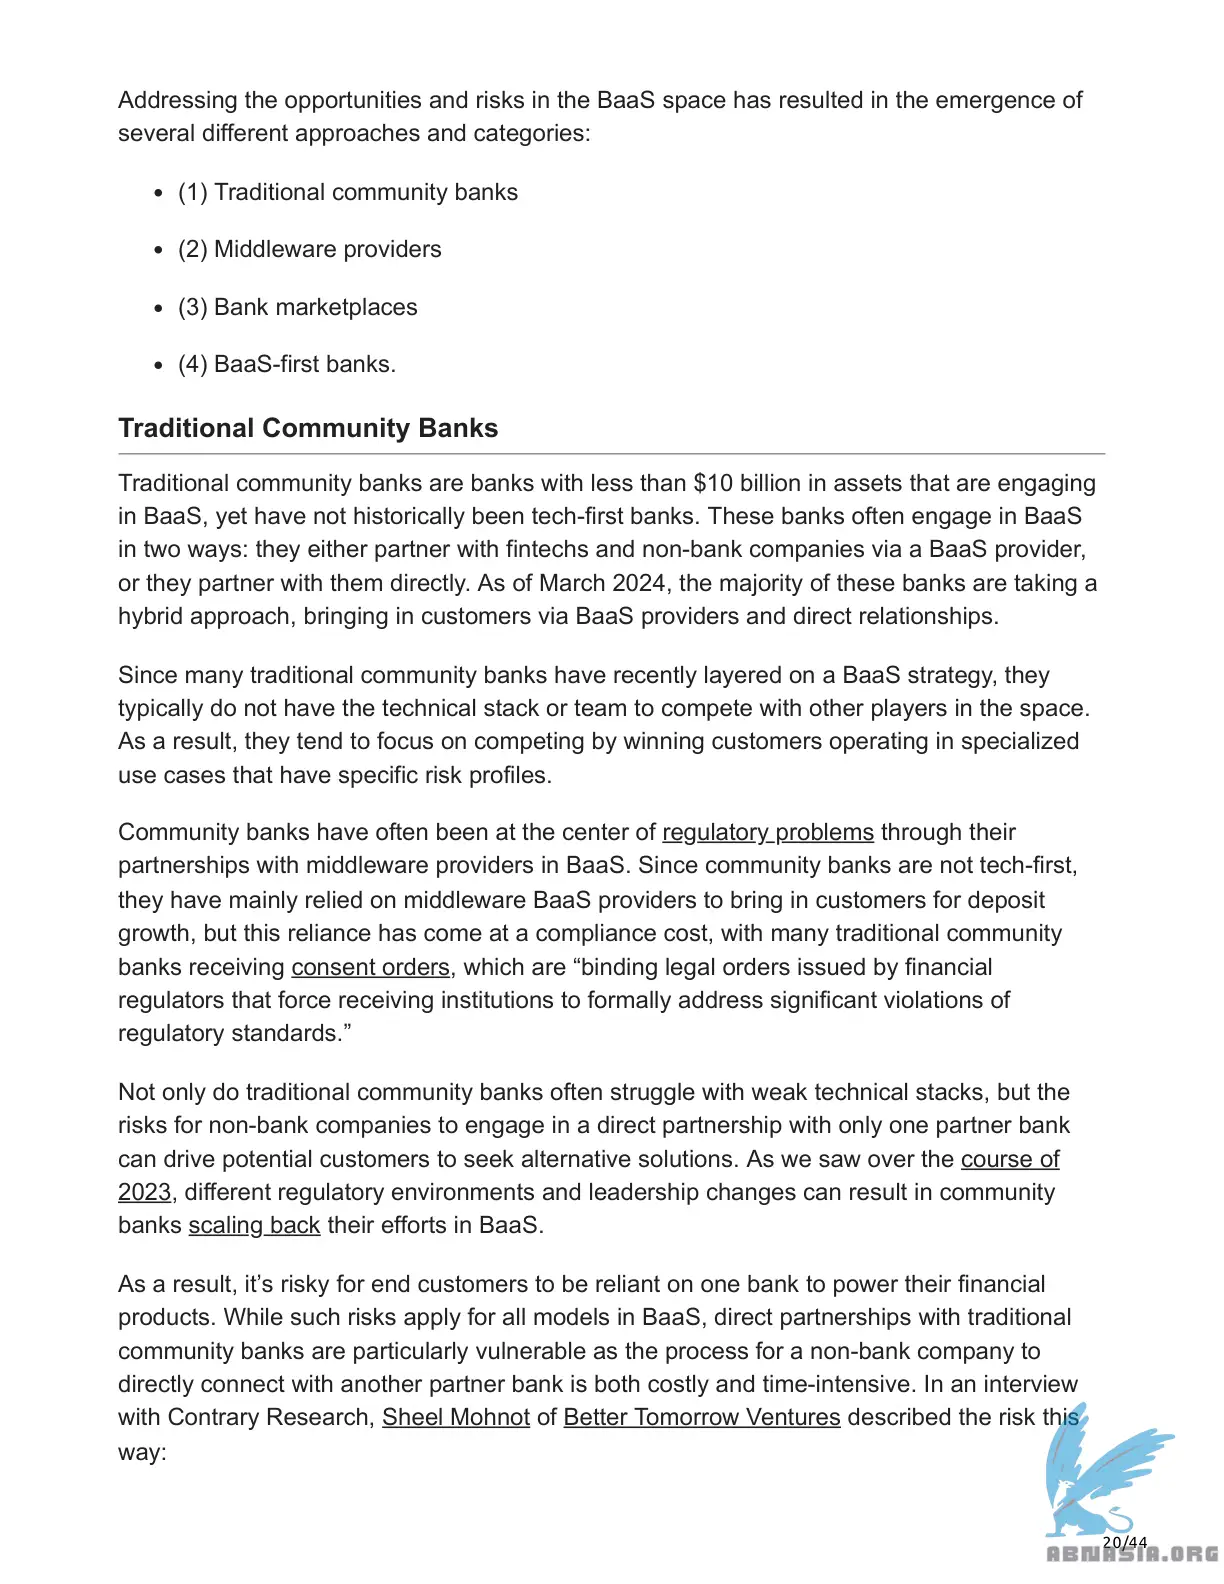 Addressing the opportunities and risks in the BaaS space has resulted in the emergence of
several different approaches and categories:
• (1) Traditional community banks
• (2) Middleware providers
• (3) Bank marketplaces
• (4) BaaS-first banks.
Traditional Community Banks
Traditional community banks are banks with less than $10 billion in assets that are engaging
in BaaS, yet have not historically been tech-first banks. These banks often engage in BaaS
in two ways: they either partner with fintechs and non-bank companies via a BaaS provider,
or they partner with them directly. As of March 2024, the majority of these banks are taking a
hybrid approach, bringing in customers via BaaS providers and direct relationships.
Since many traditional community banks have recently layered on a BaaS strategy, they
typically do not have the technical stack or team to compete with other players in the space.
As a result, they tend to focus on competing by winning customers operating in specialized
use cases that have specific risk profiles.
Community banks have often been at the center of regulatory problems through their
partnerships with middleware providers in BaaS. Since community banks are not tech-first,
they have mainly relied on middleware BaaS providers to bring in customers for deposit
growth, but this reliance has come at a compliance cost, with many traditional community
banks receiving consent orders, which are “binding legal orders issued by financial
regulators that force receiving institutions to formally address significant violations of
regulatory standards.”
Not only do traditional community banks often struggle with weak technical stacks, but the
risks for non-bank companies to engage in a direct partnership with only one partner bank
can drive potential customers to seek alternative solutions. As we saw over the course of
2023, different regulatory environments and leadership changes can result in community
banks scaling back their efforts in BaaS.
As a result, it’s risky for end customers to be reliant on one bank to power their financial
products. While such risks apply for all models in BaaS, direct partnerships with traditional
community banks are particularly vulnerable as the process for a non-bank company to
directly connect with another partner bank is both costly and time-intensive. In an interview
with Contrary Research, Sheel Mohnot of Better Tomorrow Ventures described the risk this
way:
20/44
ABNASIA.ORG